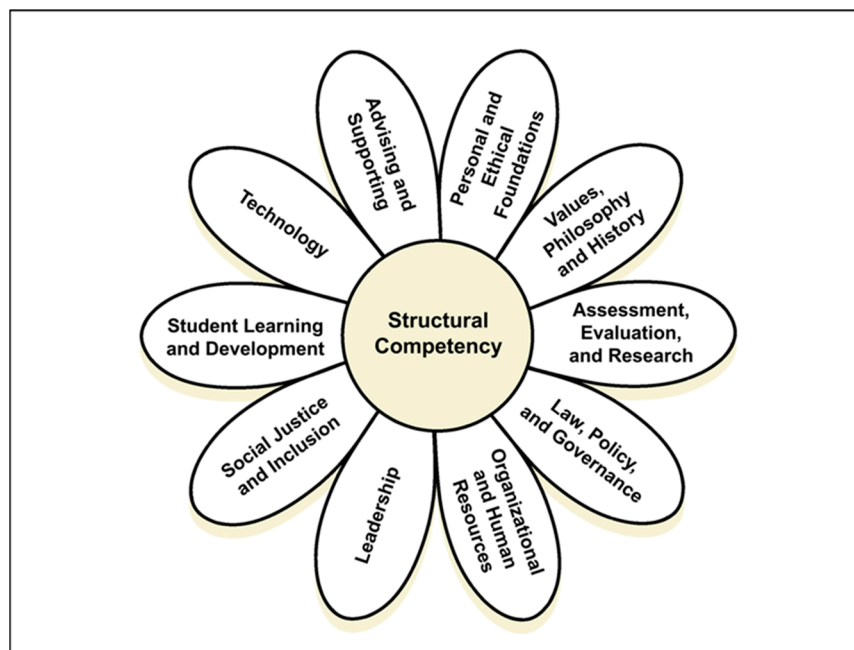 Structural
Competency
Personal and
Ethical
Foundations
Values,
Philosophy
and History
Assessment,
Evaluation,
and Research
Law, Policy,
and Governance
Organizational
and Human
Resources
Leadership
Social Justice
and Inclusion
Student Learning
and Development
Technology
Advising and
Supporting